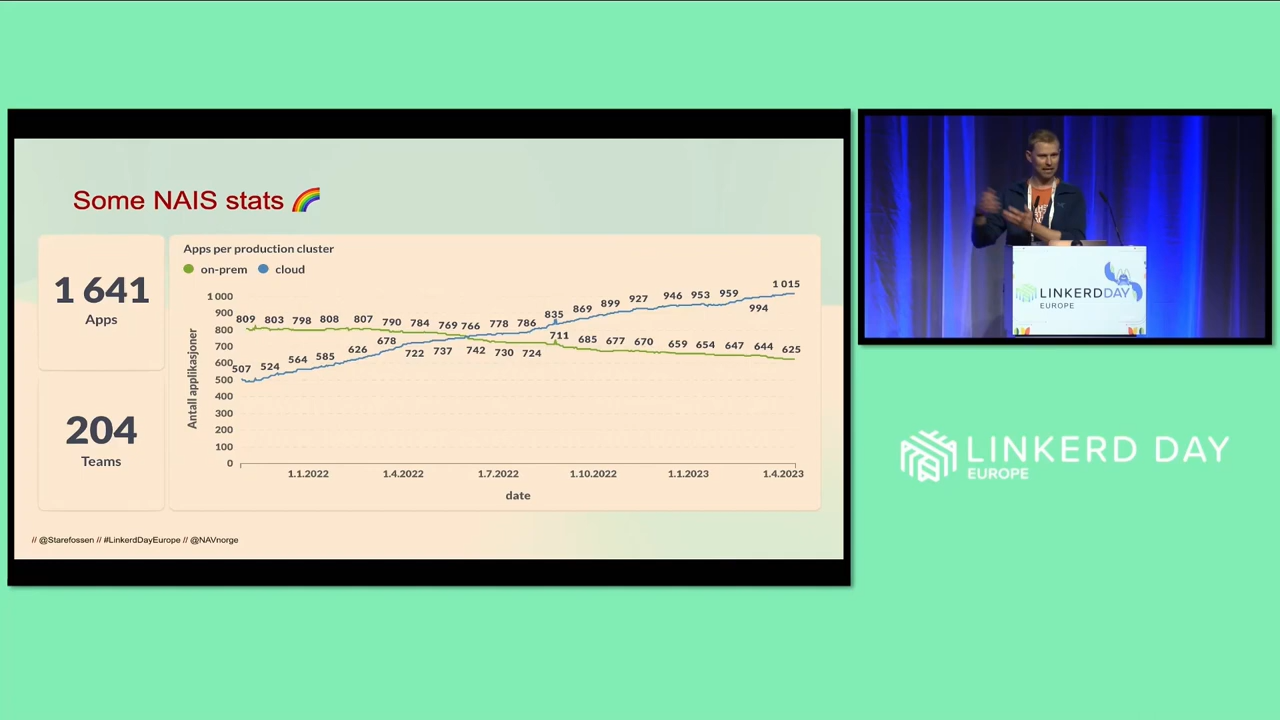 Some NAIS stats 🌈
1 641
Apps
204
Teams
Apps per production cluster
on-prem cloud
Antall applikasjoner
1 000
900
800
700
600
500
400
300
200
100
0
809 803 798 808 807 790 784 769 766 778 786 835 869 899 927 946 953 959 994 1 015
507 524 564 585 626 678 722 737 742 730 724 711 685 677 670 659 654 647 644 625
1.1.2022 1.4.2022 1.7.2022 1.10.2022 1.1.2023 1.4.2023
date
// @Starefossen // #LinkerdDayEurope // @NAVnorge
LINKERDDAY
EUROPE
LINKERD DAY
EUROPE